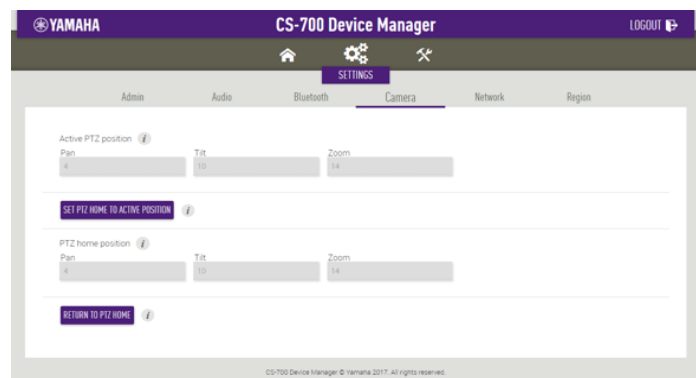 YAMAHA CS-700 Device Manager LOGOUT
SETTINGS
Admin Audio Bluetooth Camera Network Region
Active PTZ position i
Pan Tilt Zoom
4 10 14
SET PTZ HOME TO ACTIVE POSITION i
PTZ home position i
Pan Tilt Zoom
4 10 14
RETURN TO PTZ HOME i
CS-700 Device Manager © Yamaha 2017. All rights reserved.